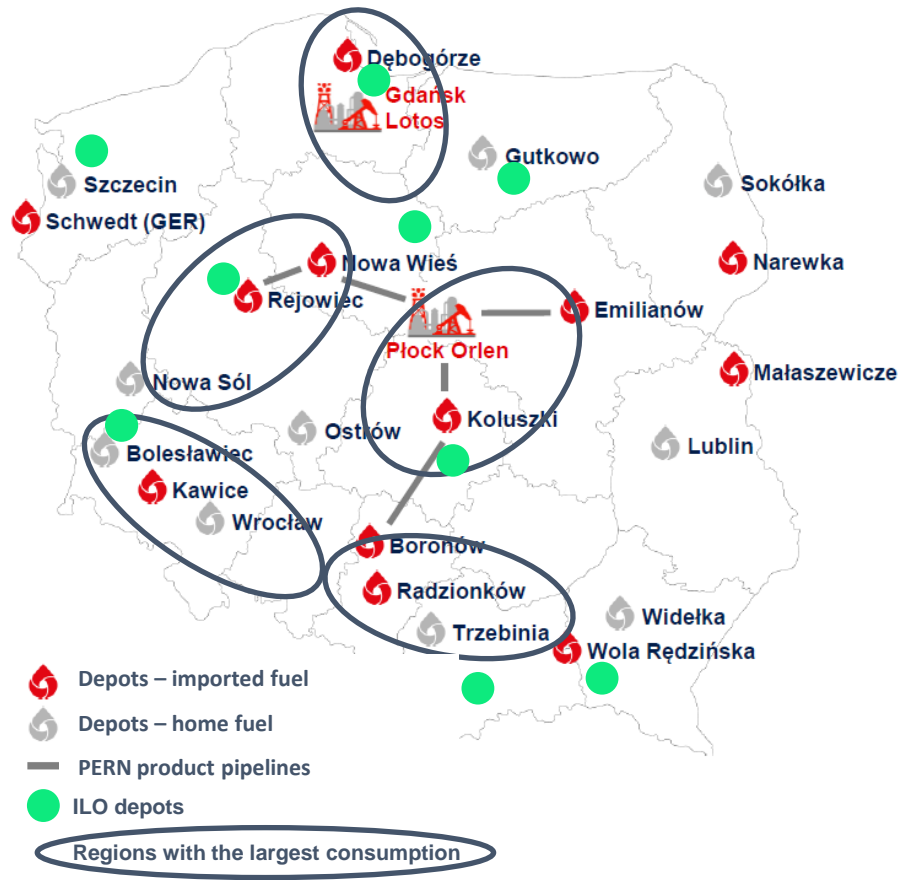 Dębogórze
Gdańsk
Lotos
Gutkowo
Szczecin
Sokółka
Schwedt (GER)
Nowa Wieś
Narewka
Rejowiec
Emilianów
Płock Orlen
Małaszewicze
Nowa Sól
Koluszki
Ostrów
Lublin
Bolesławiec
Kawice
Wrocław
Boronów
Radzionków
Widełka
Trzebinia
Wola Rędzińska
Depots – imported fuel
Depots – home fuel
PERN product pipelines
ILO depots
Regions with the largest consumption